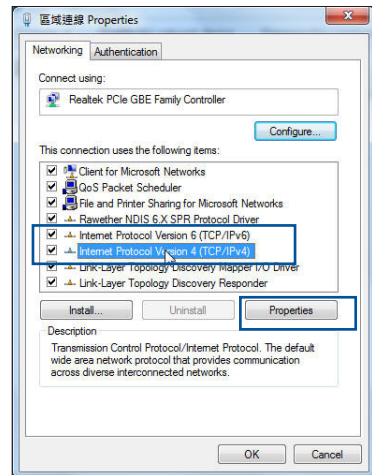 區域連線 Properties
Networking
Authentication
Connect using:
Realtek PCIe GBE Family Controller
Configure...
This connection uses the following items:
Client for Microsoft Networks
QoS Packet Scheduler
File and Printer Sharing for Microsoft Networks
Rawether NDIS 6.X SPR Protocol Driver
Internet Protocol Version 6 (TCP/IPv6)
Internet Protocol Version 4 (TCP/IPv4)
Link-Layer Topology Discovery Mapper I/O Driver
Link-Layer Topology Discovery Responder
Install...
Uninstall
Properties
Description
Transmission Control Protocol/Internet Protocol. The default
wide area network protocol that provides communication
across diverse interconnected networks.
OK
Cancel